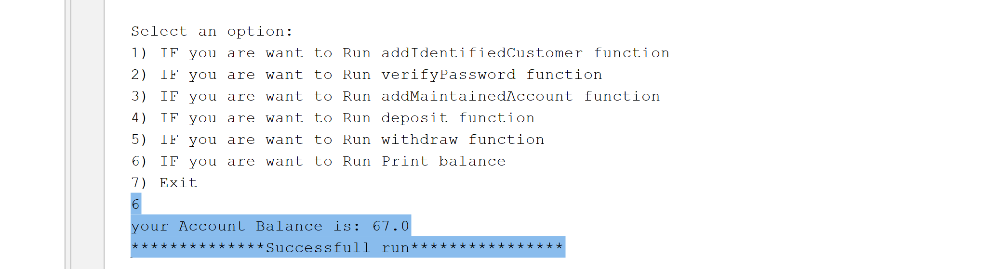 Select an option:
1) IF you are want to Run addIdentifiedCustomer function
2) IF you are want to Run verifyPassword function
3) IF you are want to Run addMaintainedAccount function
4) IF you are want to Run deposit function
5) IF you are want to Run withdraw function
6) IF you are want to Run Print balance
7) Exit
6
your Account Balance is: 67.0
**************Successfull run****************